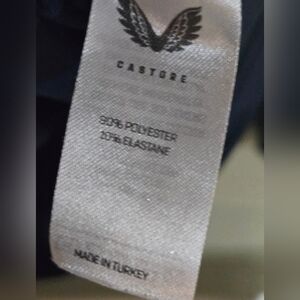 CASTORE
90% POLYESTER
10% ELASTANE
MADE IN TURKEY